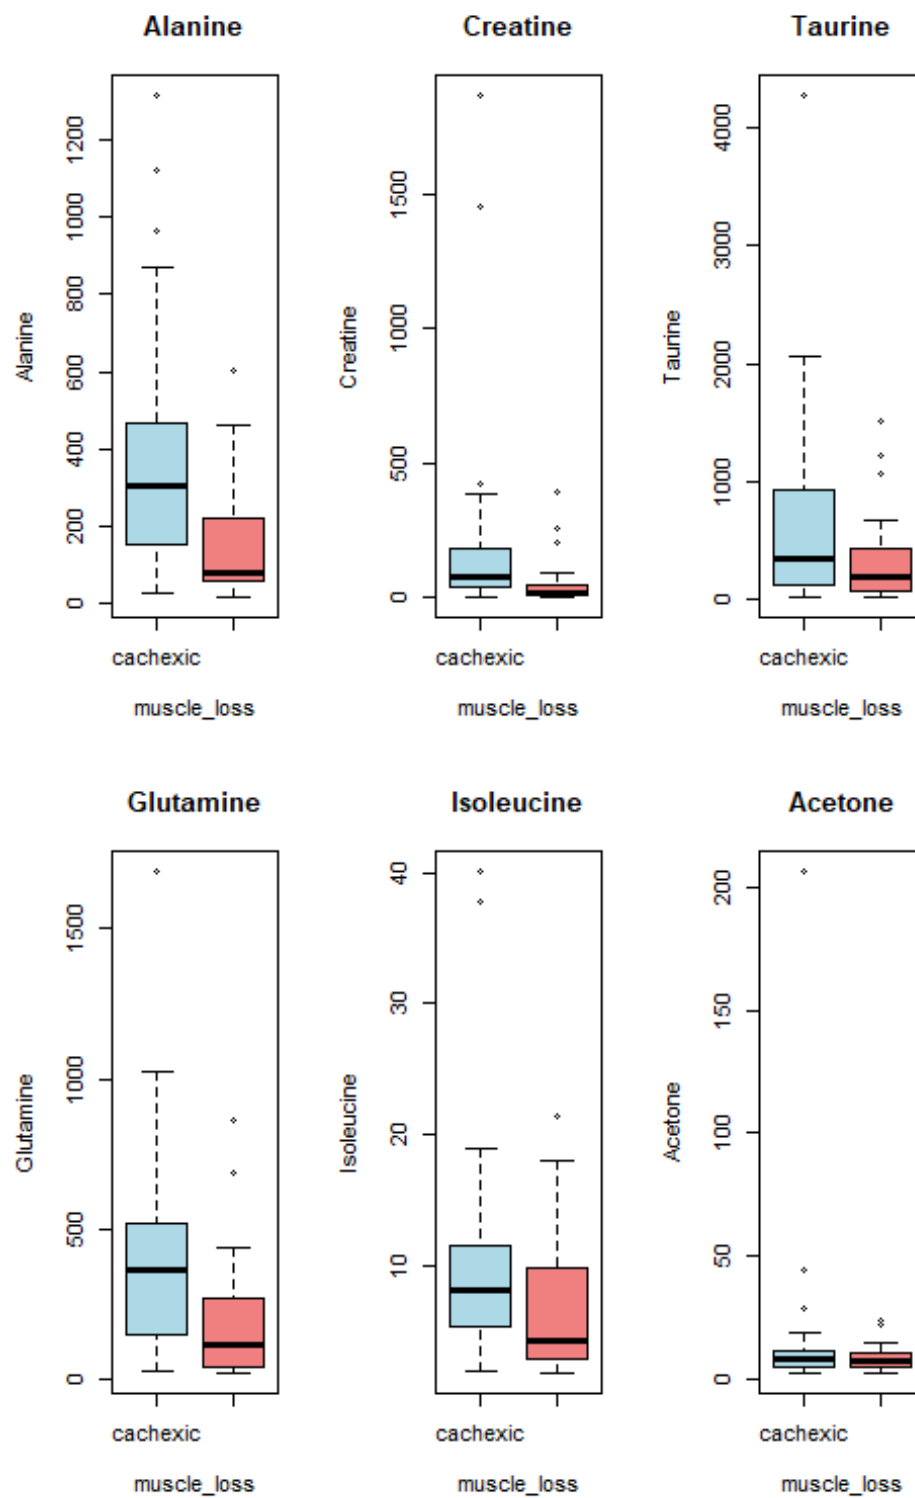 Alanine Creatine Taurine
Alanine
0 200 400 600 800 1000 1200
Creatine
0 500 1000 1500
Taurine
0 1000 2000 3000 4000
cachexic cachexic cachexic
muscle_loss muscle_loss muscle_loss
Glutamine Isoleucine Acetone
Glutamine
0 500 1000 1500
Isoleucine
10 20 30 40
Acetone
0 50 100 150 200
cachexic cachexic cachexic
muscle_loss muscle_loss muscle_loss